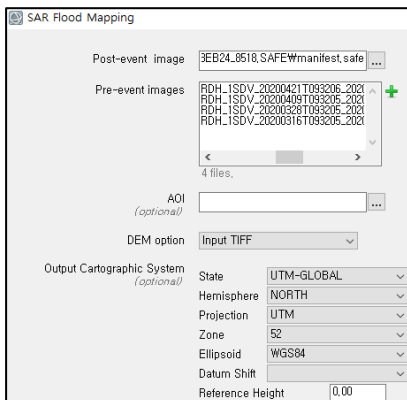 SAR Flood Mapping
Post-event image 3EB24_8518,SAFE₩manifest,safe ...
Pre-event images
RDH_1SDV_20200421T093206_202(
RDH_1SDV_20200409T093205_202(
RDH_1SDV_20200328T093205_202(
RDH_1SDV_20200316T093205_202(
4 files,
AOI ...
(optional)
DEM option Input TIFF
Output Cartographic System
(optional)
State UTM-GLOBAL
Hemisphere NORTH
Projection UTM
Zone 52
Ellipsoid WGS84
Datum Shift
Reference Height 0,00